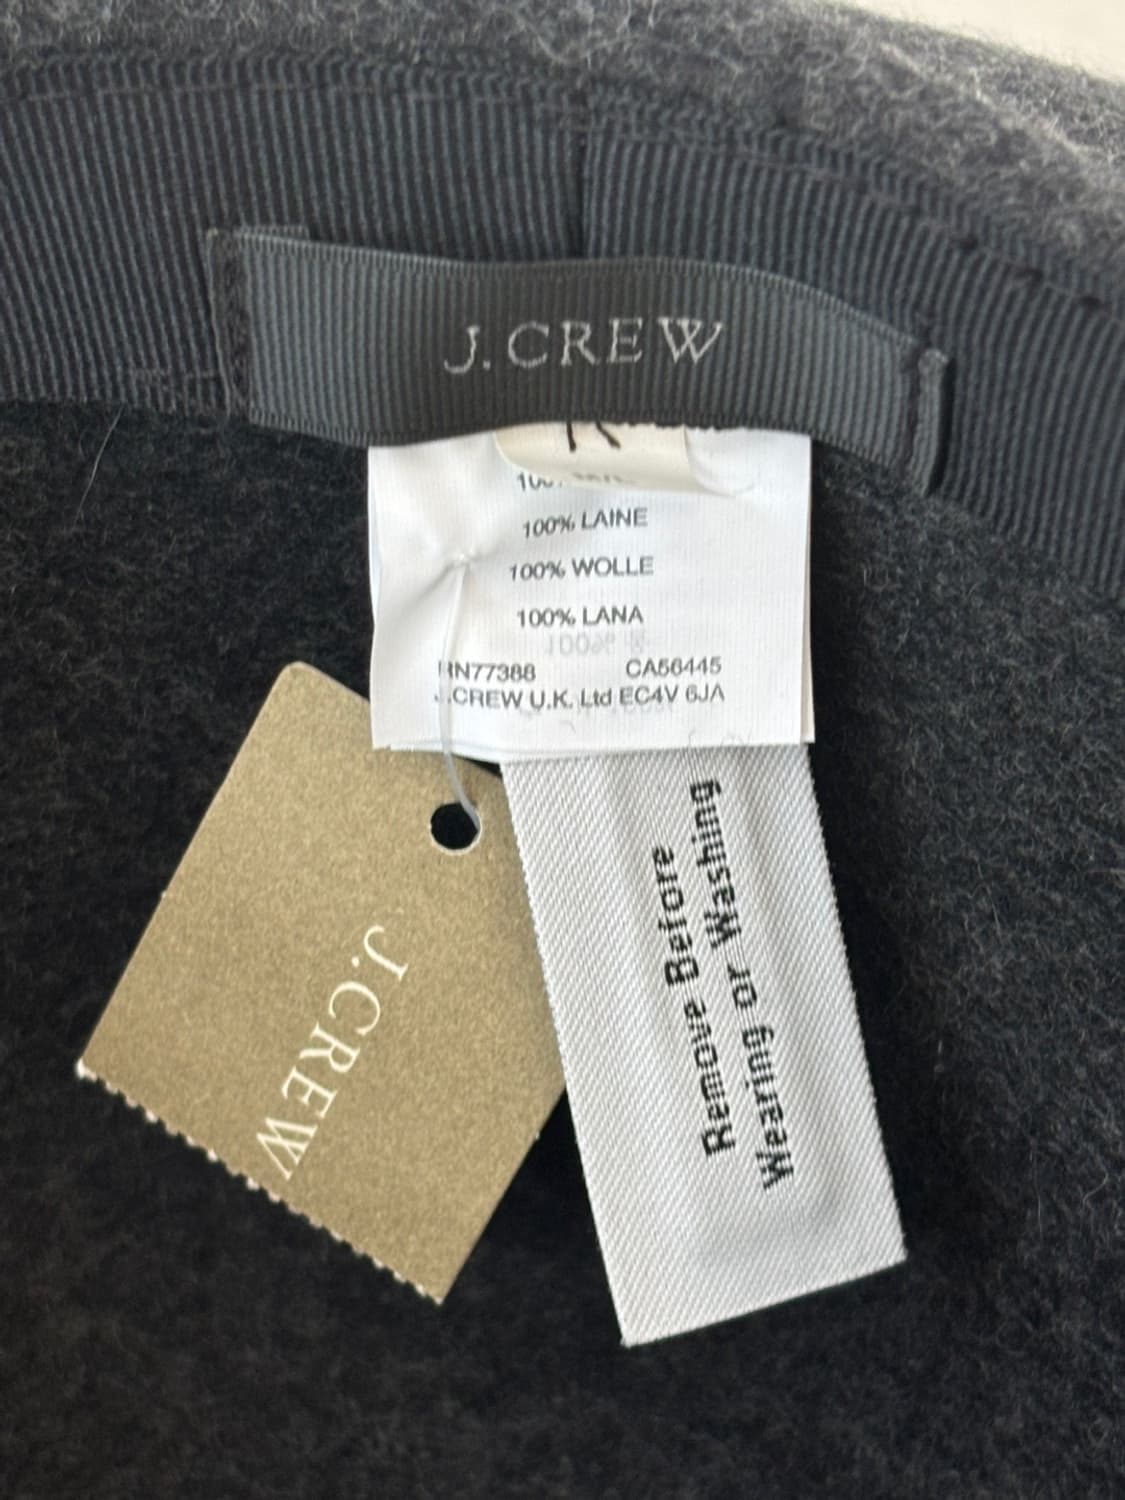 J.CREW
100% LAINE
100% WOLLE
100% LANA
RN77388 CA56445
J.CREW U.K. Ltd EC4V 6JA
J.CREW
Remove Before
Wearing or Washing